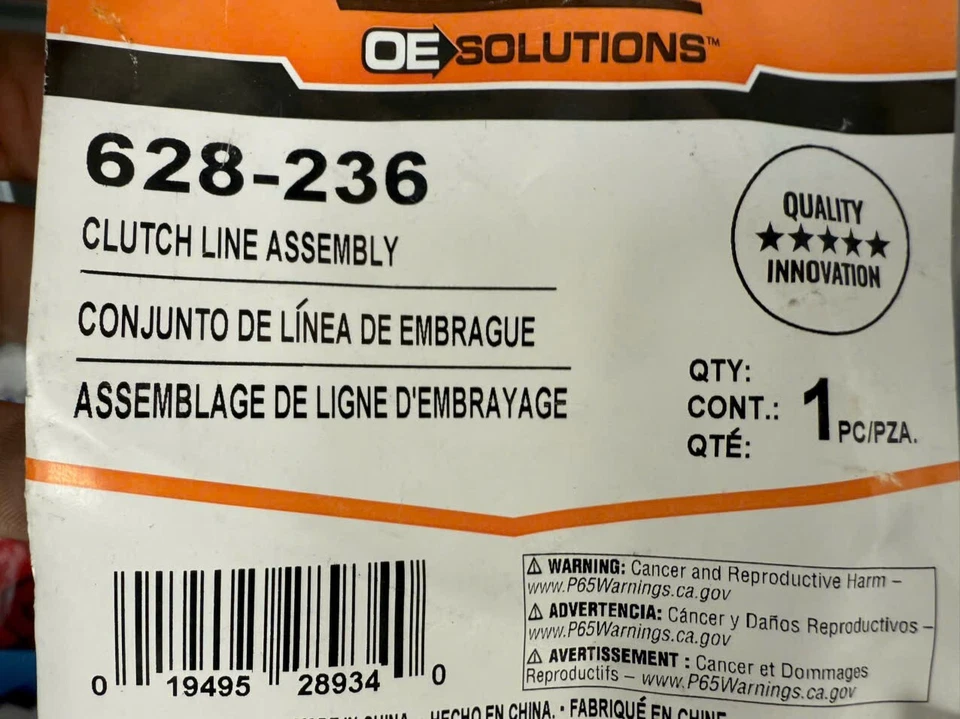 OE SOLUTIONS™
628-236
CLUTCH LINE ASSEMBLY
CONJUNTO DE LÍNEA DE EMBRAGUE
ASSEMBLAGE DE LIGNE D'EMBRAYAGE
QUALITY
★★★★★
INNOVATION
QTY:
CONT.:
QTÉ:
1 PC/PZA.
0 19495 28934 0
⚠ WARNING: Cancer and Reproductive Harm –
www.P65Warnings.ca.gov
⚠ ADVERTENCIA: Cáncer y Daños Reproductivos –
www.P65Warnings.ca.gov
⚠ AVERTISSEMENT : Cancer et Dommages
Reproductifs – www.P65Warnings.ca.gov
MADE IN CHINA. HECHO EN CHINA. • FABRIQUÉ EN CHINE